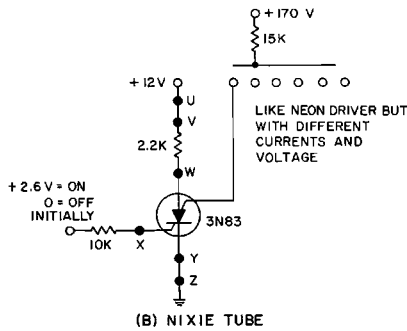 +170 V
15K
+12V
U
V
2.2K
W
LIKE NEON DRIVER BUT
WITH DIFFERENT
CURRENTS AND
VOLTAGE
+2.6V=ON
0=OFF
INITIALLY
3N83
10K
X
Y
Z
(B) NIXIE TUBE